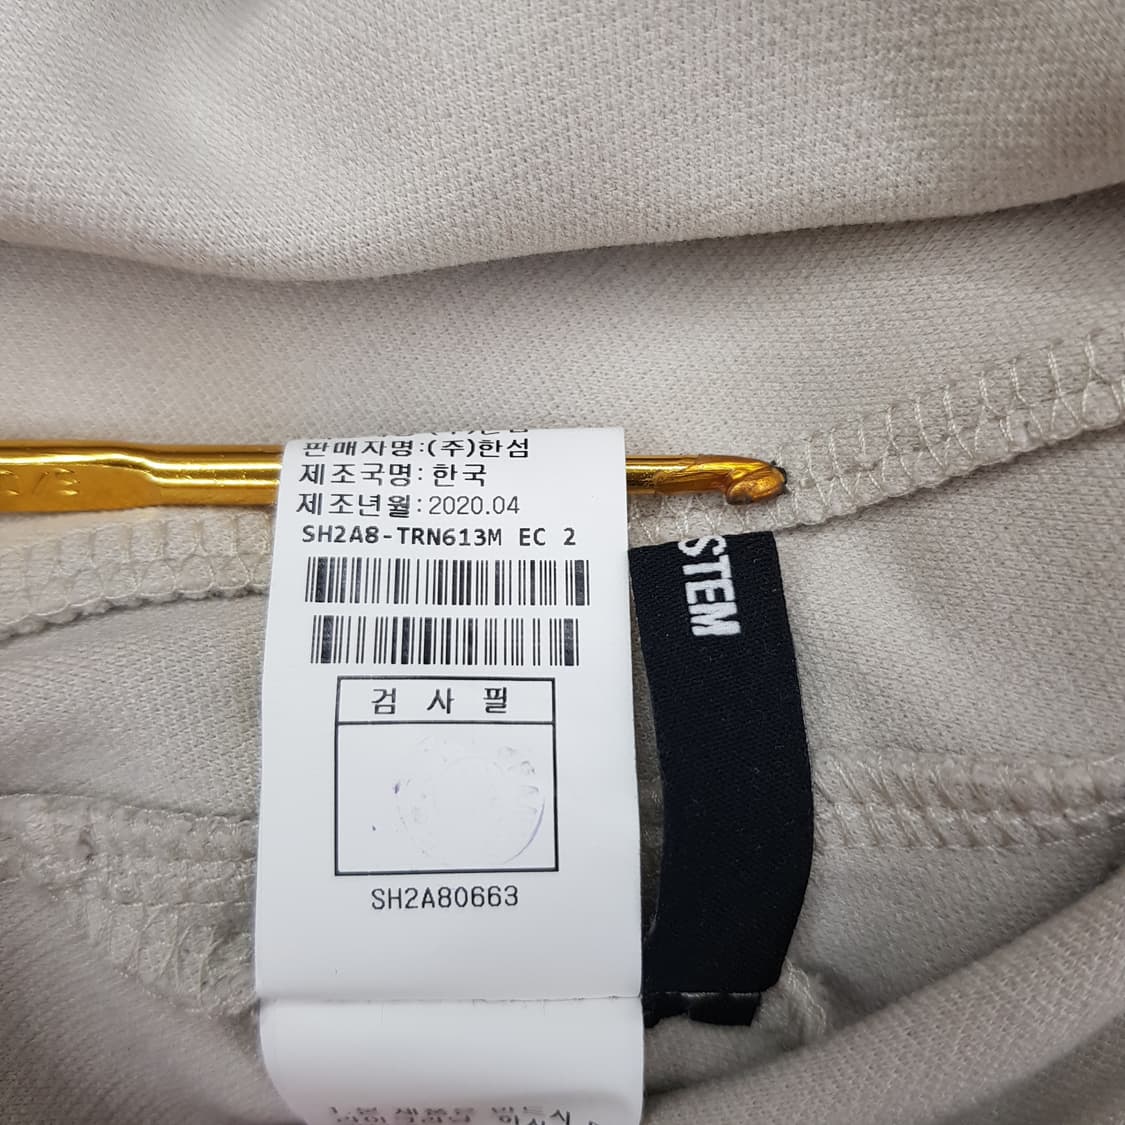 판매자명:(주)한섬
제조국명: 한국
제조년월:2020.04
SH2A8-TRN613M EC 2
검 사 필
SH2A80663
STEM